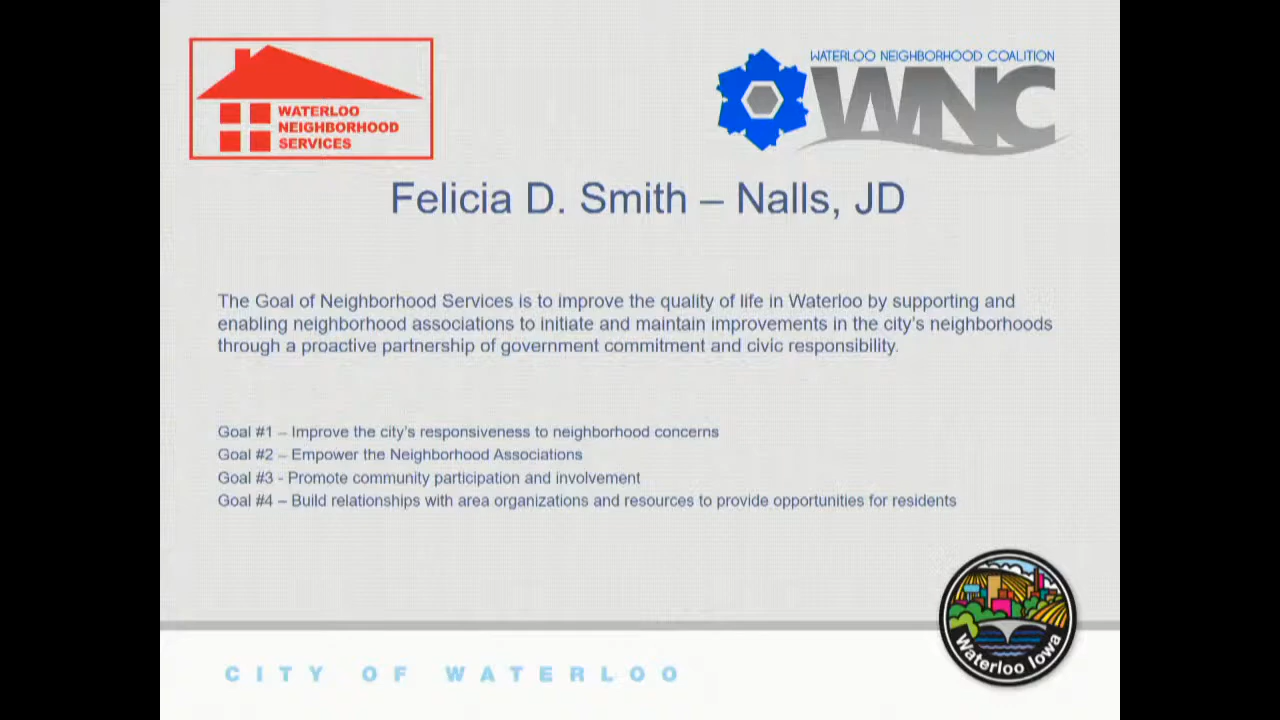 WATERLOO
NEIGHBORHOOD
SERVICES
WATERLOO NEIGHBORHOOD COALITION
WNC
Felicia D. Smith – Nalls, JD
The Goal of Neighborhood Services is to improve the quality of life in Waterloo by supporting and
enabling neighborhood associations to initiate and maintain improvements in the city's neighborhoods
through a proactive partnership of government commitment and civic responsibility.
Goal #1 – Improve the city's responsiveness to neighborhood concerns
Goal #2 – Empower the Neighborhood Associations
Goal #3 - Promote community participation and involvement
Goal #4 – Build relationships with area organizations and resources to provide opportunities for residents
Waterloo Iowa
CITY OF WATERLOO